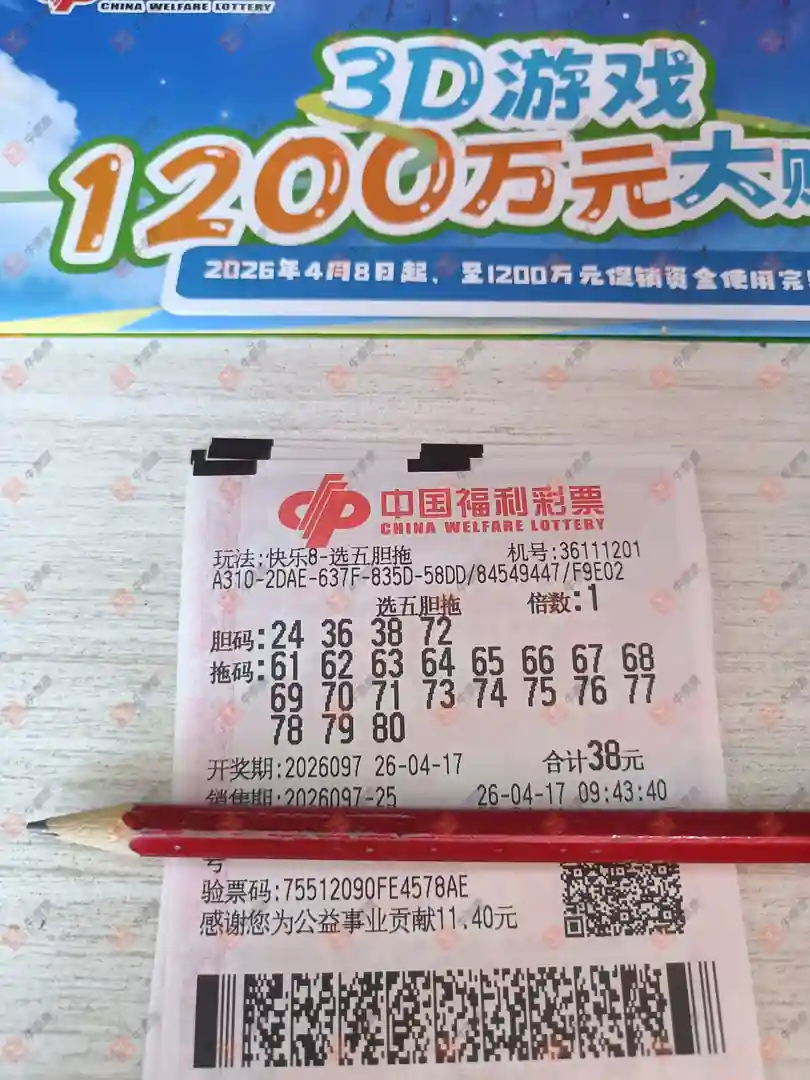 CHINA WELFARE LOTTERY
3D游戏
1200万元大
2026年4月8日起，至1200万元促销资金使用完
中国福利彩票
CHINA WELFARE LOTTERY
玩法:快乐8-选五胆拖 机号:36111201
A310-2DAE-637F-835D-58DD/84549447/F9E02
选五胆拖 倍数:1
胆码:24 36 38 72
拖码:61 62 63 64 65 66 67 68
69 70 71 73 74 75 76 77
78 79 80
开奖期:2026097 26-04-17 合计38元
销售期:2026097-25 26-04-17 09:43:40
号
验票码:75512090FE4578AE
感谢您为公益事业贡献11.40元